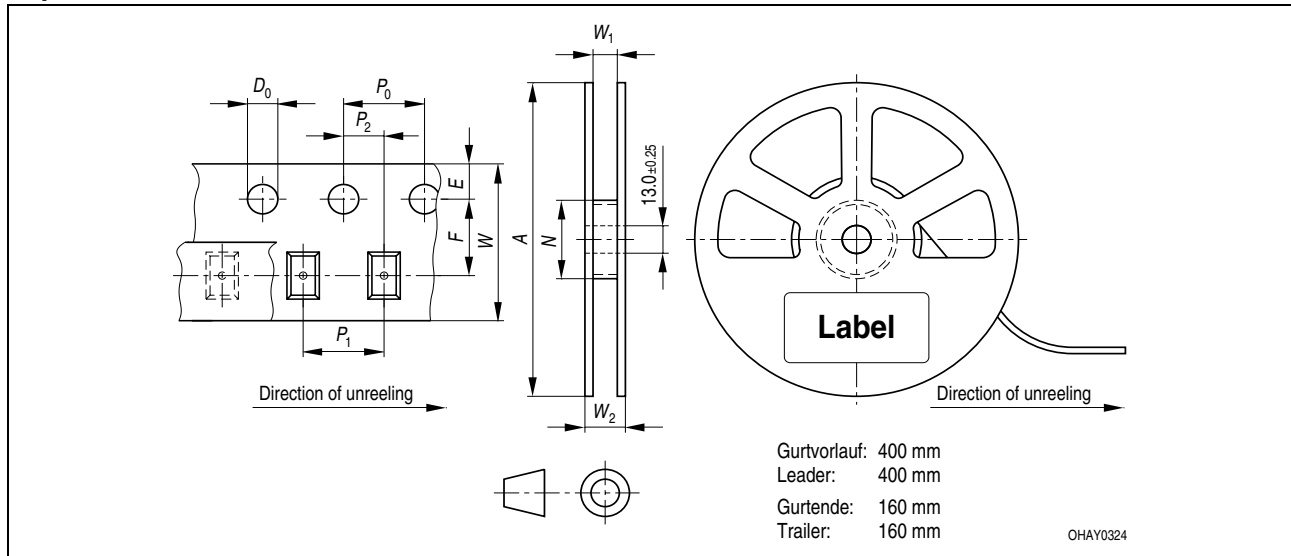 W₁
D₀
P₀
P₂
E
F
W
A
N
13.0±0.25
Label
P₁
Direction of unreeling
W₂
Direction of unreeling
Gurtvorlauf: 400 mm
Leader: 400 mm
Gurtende: 160 mm
Trailer: 160 mm
OHAY0324